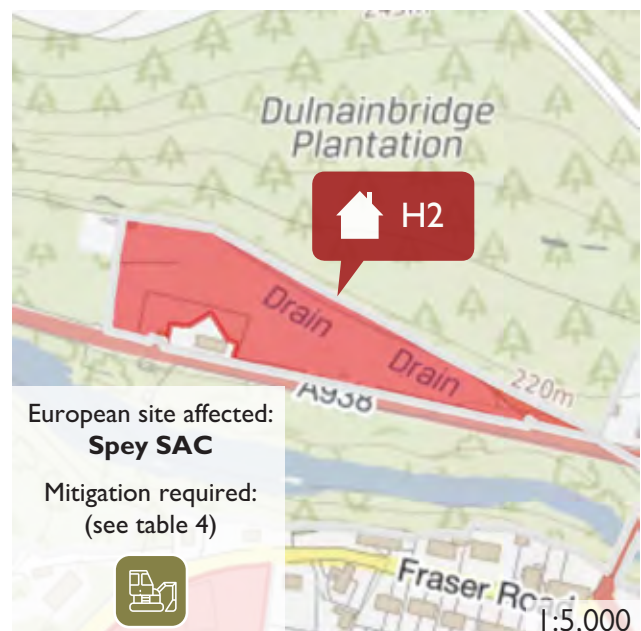 245m
Dulnainbridge
Plantation
H2
Drain
Drain
220m
A938
European site affected:
Spey SAC
Mitigation required:
(see table 4)
Fraser Road
1:5.000